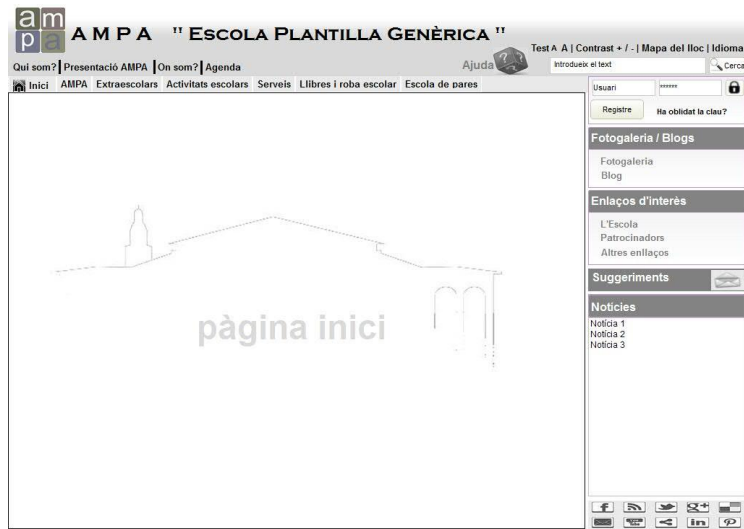 am
pa
AMPA " Escola Plantilla Genèrica "
Test A A | Contrast + / - | Mapa del lloc | Idioma
Qui som? Presentació AMPA On som? Agenda
Ajuda
Introdueix el text
Cerca
Inici AMPA Extraescolars Activitats escolars Serveis Llibres i roba escolar Escola de pares
Usuari
******
Registre
Ha oblidat la clau?
Fotogaleria / Blogs
Fotogaleria
Blog
Enlaços d'interès
L'Escola
Patrocinadors
Altres enllaços
Suggeriments
Noticies
Notícia 1
Notícia 2
Notícia 3
pàgina inici